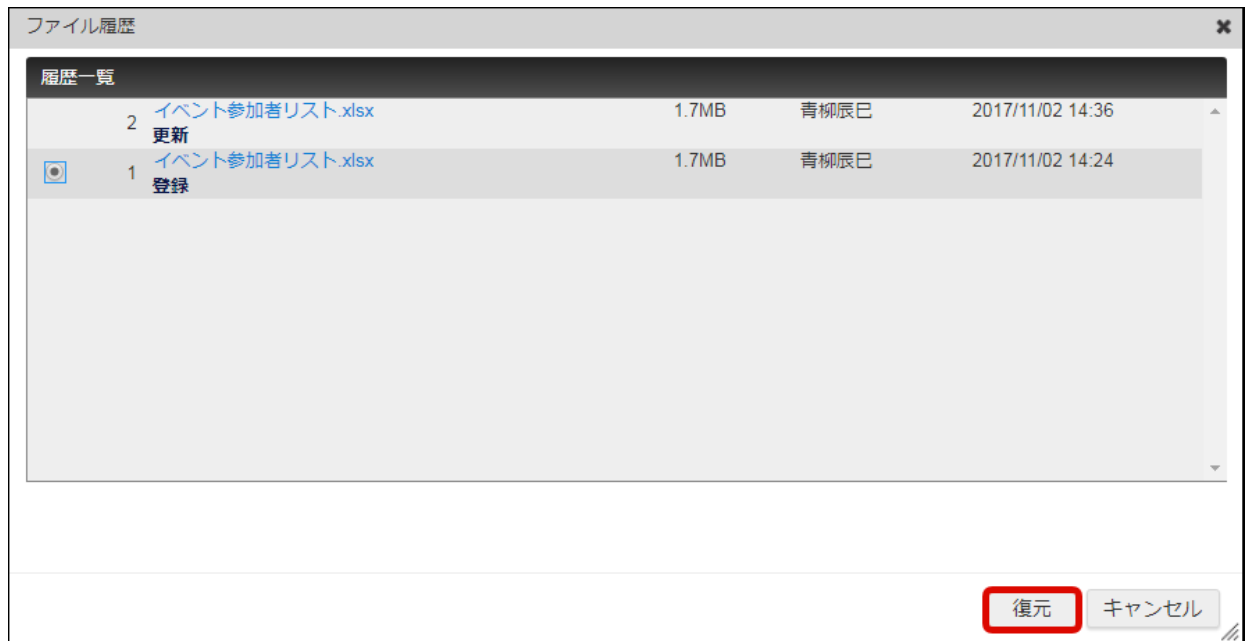 ファイル履歴
履歴一覧
2 イベント参加者リスト.xlsx 1.7MB 青柳辰巳 2017/11/02 14:36
更新
1 イベント参加者リスト.xlsx 1.7MB 青柳辰巳 2017/11/02 14:24
登録
復元 キャンセル